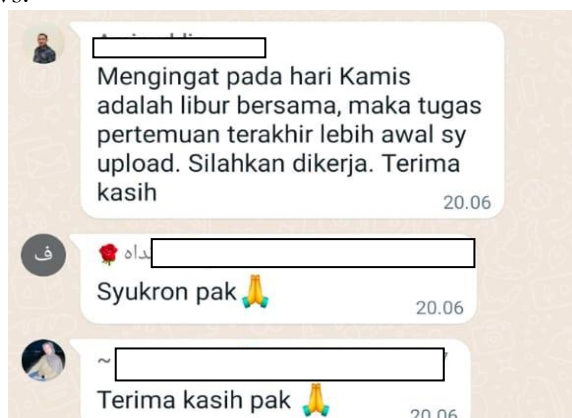 Mengingat pada hari Kamis
adalah libur bersama, maka tugas
pertemuan terakhir lebih awal sy
upload. Silahkan dikerja. Terima
kasih
20.06
ف
Syukron pak🙏
20.06
~
Terima kasih pak 🙏
20.06